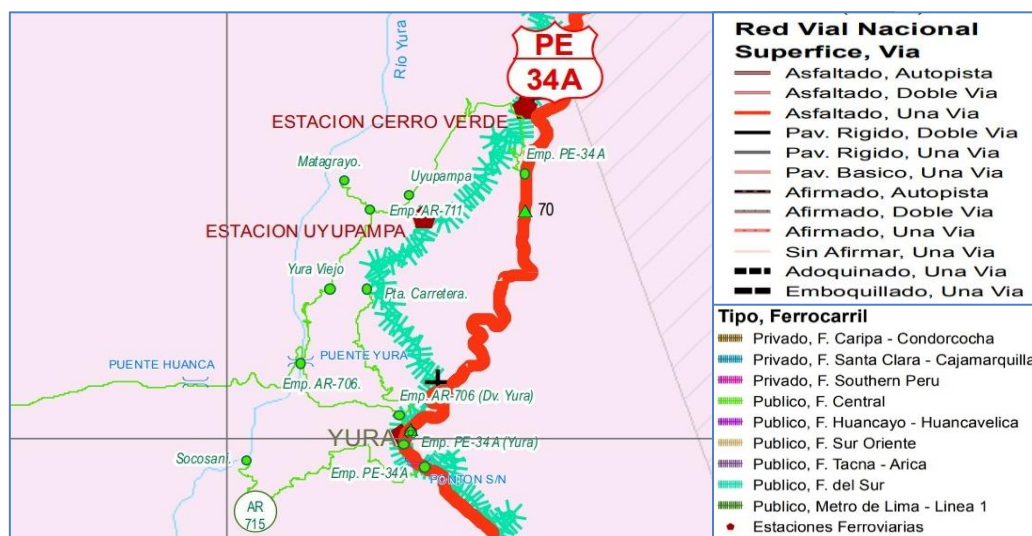 PE
34A
Río Yura
ESTACION CERRO VERDE
Emp. PE-34 A
Matagrayo.
Uyupampa
Emp. AR-711
70
ESTACION UYUPAMPA
Yura Viejo
Pta. Carretera.
PUENTE HUANCA
PUENTE YURA
Emp. AR-706.
Emp. AR-706 (Dv. Yura)
YURA
Emp. PE-34A (Yura)
Socosani.
Emp. PE-34A
PONTON S/N
AR
715
Red Vial Nacional
Superfice, Via
Asfaltado, Autopista
Asfaltado, Doble Via
Asfaltado, Una Via
Pav. Rigido, Doble Via
Pav. Rigido, Una Via
Pav. Basico, Una Via
Afirmado, Autopista
Afirmado, Doble Via
Afirmado, Una Via
Sin Afirmar, Una Via
Adoquinado, Una Via
Emboquillado, Una Via
Tipo, Ferrocarril
Privado, F. Caripa - Condorcocha
Privado, F. Santa Clara - Cajamarquilla
Privado, F. Southern Peru
Publico, F. Central
Publico, F. Huancayo - Huancavelica
Publico, F. Sur Oriente
Publico, F. Tacna - Arica
Publico, F. del Sur
Publico, Metro de Lima - Linea 1
Estaciones Ferroviarias